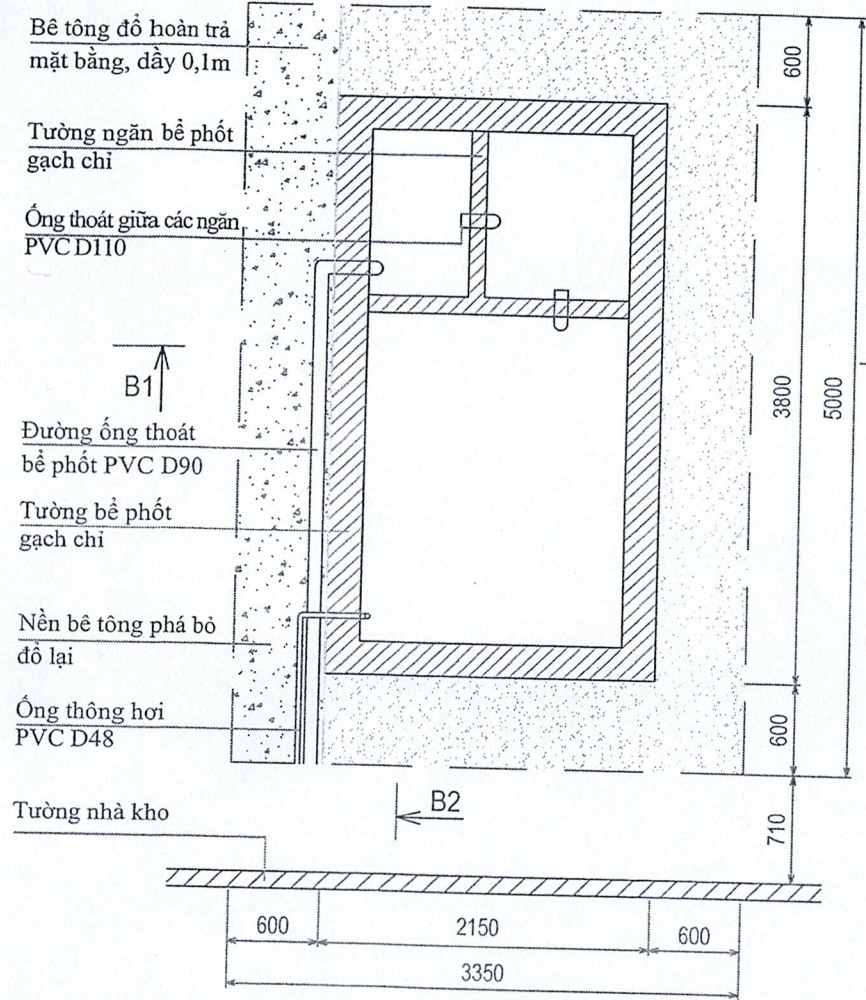 Bê tông đổ hoàn trả
mặt bằng, dầy 0,1m
Tường ngăn bể phốt
gạch chỉ
Ống thoát giữa các ngăn
PVC D110
B1
Đường ống thoát
bể phốt PVC D90
Tường bể phốt
gạch chỉ
Nền bê tông phá bỏ
đổ lại
Ống thông hơi
PVC D48
Tường nhà kho
B2
600
3800
5000
600
710
600
2150
600
3350